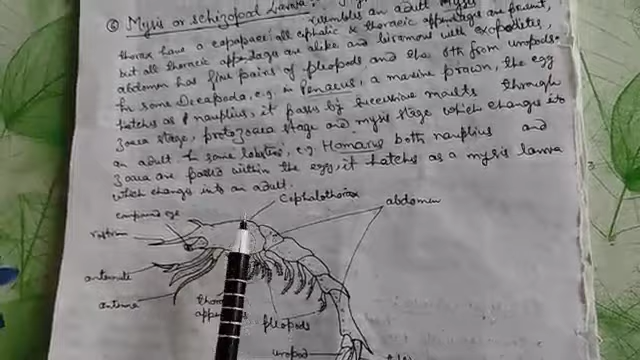 ⑥ Mysis or schizopod Larva :-
resembles an adult Mysis
thorax have a carapace. all cephalic & thoracic appendages are present,
but all thoracic appendages are alike and biramous with exopodites,
abdomen has five pairs of pleopods and the 6th from uropods.
In some Decapoda, e.g. in Penaeus, a marine prawn, the egg
hatches as nauplius, it passes by successive moults through
zoaea stage, protozoaea stage and mysis stage which changes into
an adult. In some lobsters, e.g. Homarus both nauplius and
zoaea are passed within the egg, it hatches as a mysis larva
which changes into an adult.
compound eye
Cephalothorax
abdomen
rostrum
antennule
antenna
pleopods
uropod